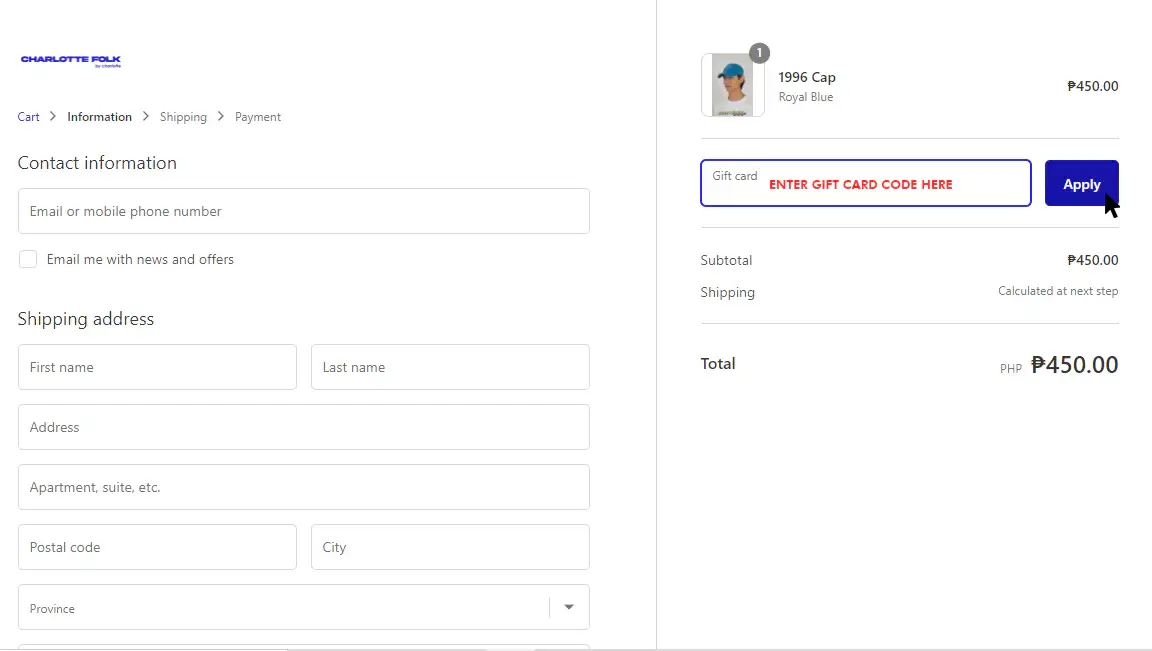 CHARLOTTE FOLK
by charlotte
Cart > Information > Shipping > Payment
Contact information
Email or mobile phone number
Email me with news and offers
Shipping address
First name
Last name
Address
Apartment, suite, etc.
Postal code
City
Province
1
1996 Cap
Royal Blue
₱450.00
Gift card
ENTER GIFT CARD CODE HERE
Apply
Subtotal ₱450.00
Shipping Calculated at next step
Total PHP ₱450.00